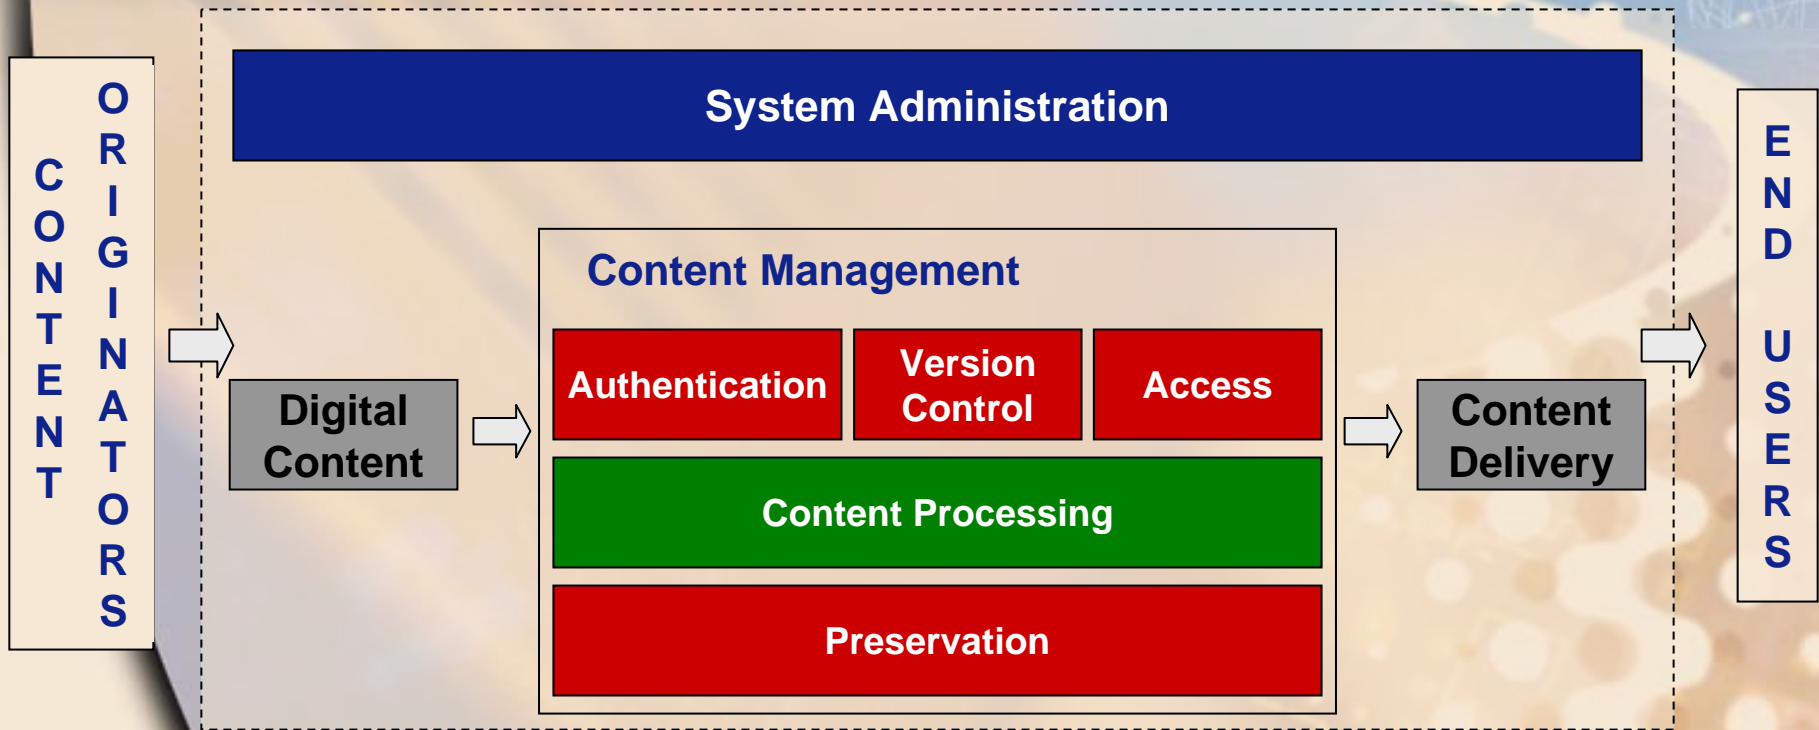 System Administration
CONTENT
ORIGINATORS
Content Management
Authentication
Version
Control
Access
Digital
Content
Content Processing
Preservation
Content
Delivery
END USERS